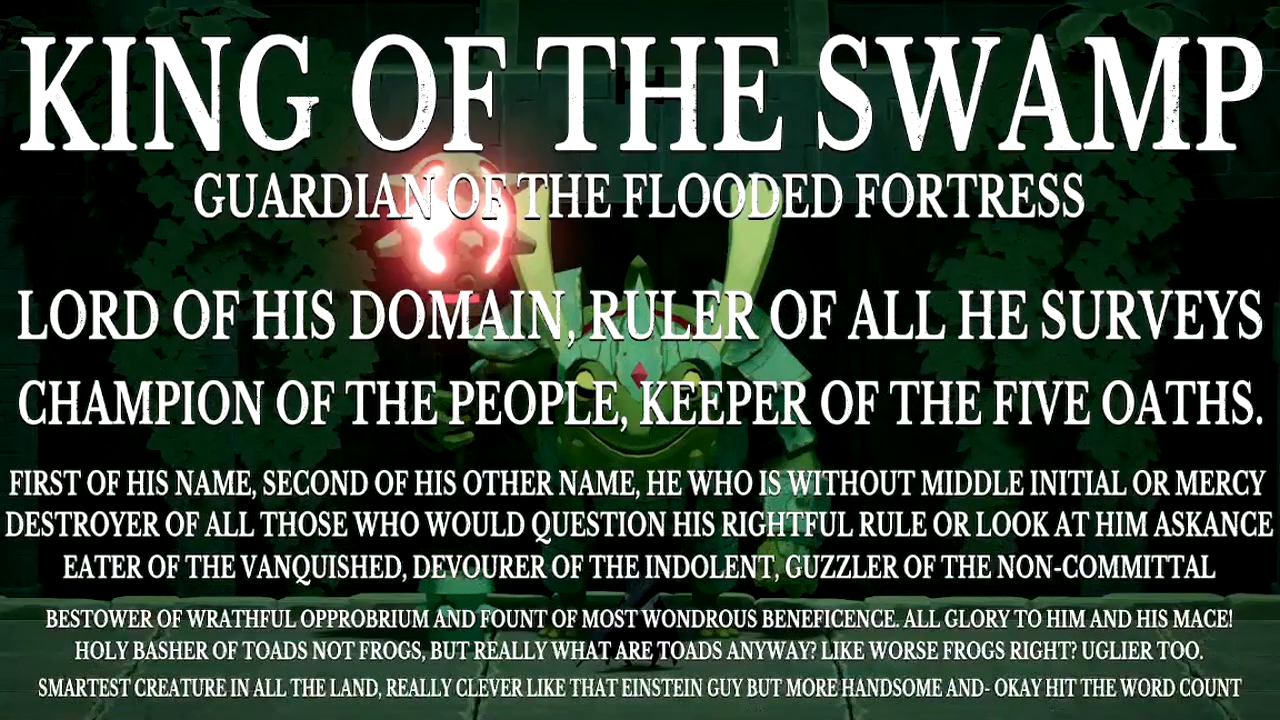 KING OF THE SWAMP
GUARDIAN OF THE FLOODED FORTRESS
LORD OF HIS DOMAIN, RULER OF ALL HE SURVEYS
CHAMPION OF THE PEOPLE, KEEPER OF THE FIVE OATHS.
FIRST OF HIS NAME, SECOND OF HIS OTHER NAME, HE WHO IS WITHOUT MIDDLE INITIAL OR MERCY
DESTROYER OF ALL THOSE WHO WOULD QUESTION HIS RIGHTFUL RULE OR LOOK AT HIM ASKANCE
EATER OF THE VANQUISHED, DEVOURER OF THE INDOLENT, GUZZLER OF THE NON-COMMITTAL
BESTOWER OF WRATHFUL OPPROBRIUM AND FOUNT OF MOST WONDROUS BENEFICENCE. ALL GLORY TO HIM AND HIS MACE!
HOLY BASHER OF TOADS NOT FROGS, BUT REALLY WHAT ARE TOADS ANYWAY? LIKE WORSE FROGS RIGHT? UGLIER TOO.
SMARTEST CREATURE IN ALL THE LAND, REALLY CLEVER LIKE THAT EINSTEIN GUY BUT MORE HANDSOME AND- OKAY HIT THE WORD COUNT